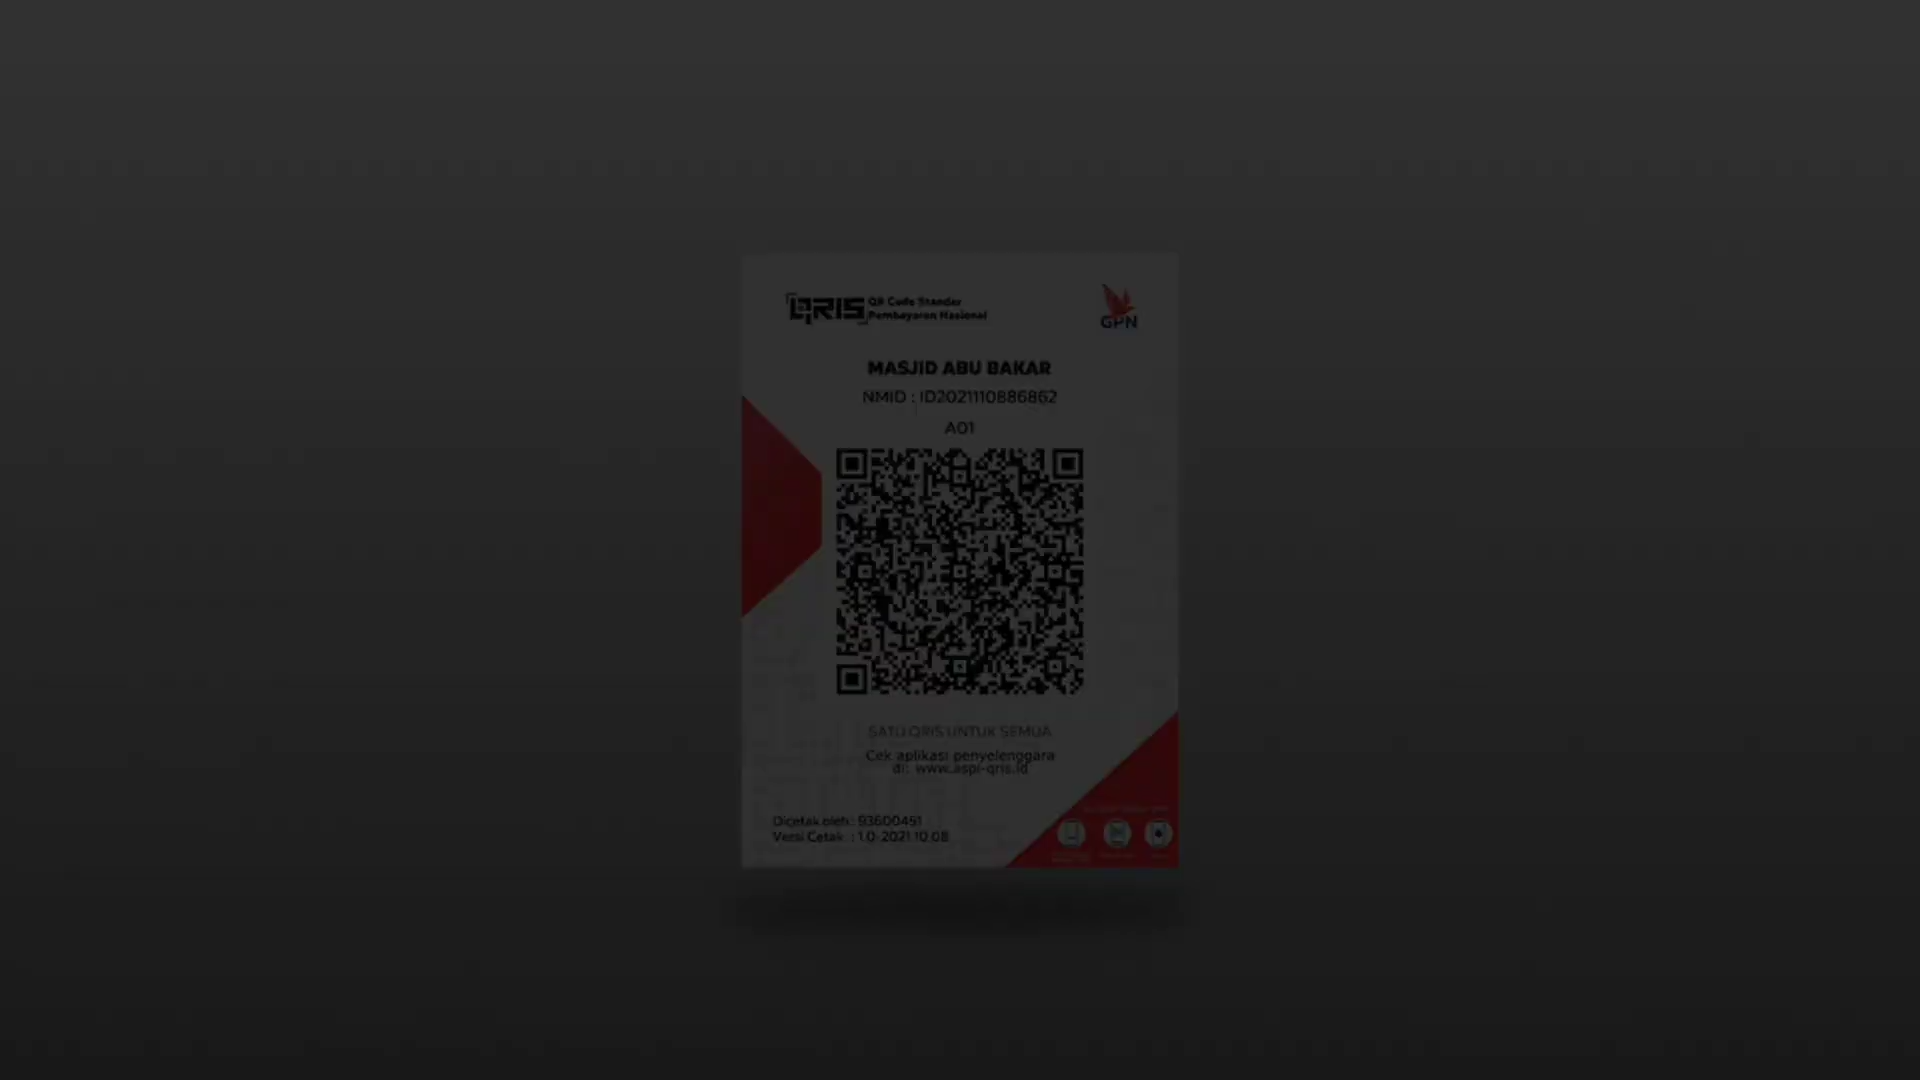 QRIS QR Code Standar
Pembayaran Nasional
GPN
MASJID ABU BAKAR
NMID : ID2021110886862
A01
SATU QRIS UNTUK SEMUA
Cek aplikasi penyelenggara
di: www.aspi-qris.id
Dicetak oleh : 93600451
Versi Cetak : 1.0-2021.10.08